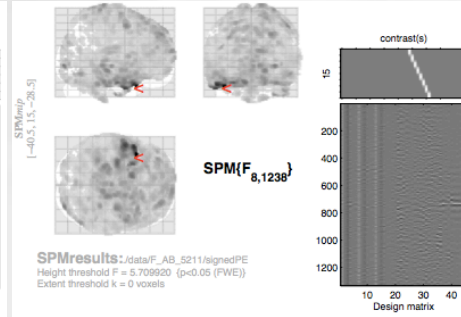 contrast(s)
15
SPMmip
[-40.5, 15, -28.5]
SPM{F8,1238}
200
400
600
800
1000
1200
SPMresults: ./data/F_AB_5211/signedPE
Height threshold F = 5.709920 {p<0.05 (FWE)}
Extent threshold k = 0 voxels
10 20 30 40
Design matrix